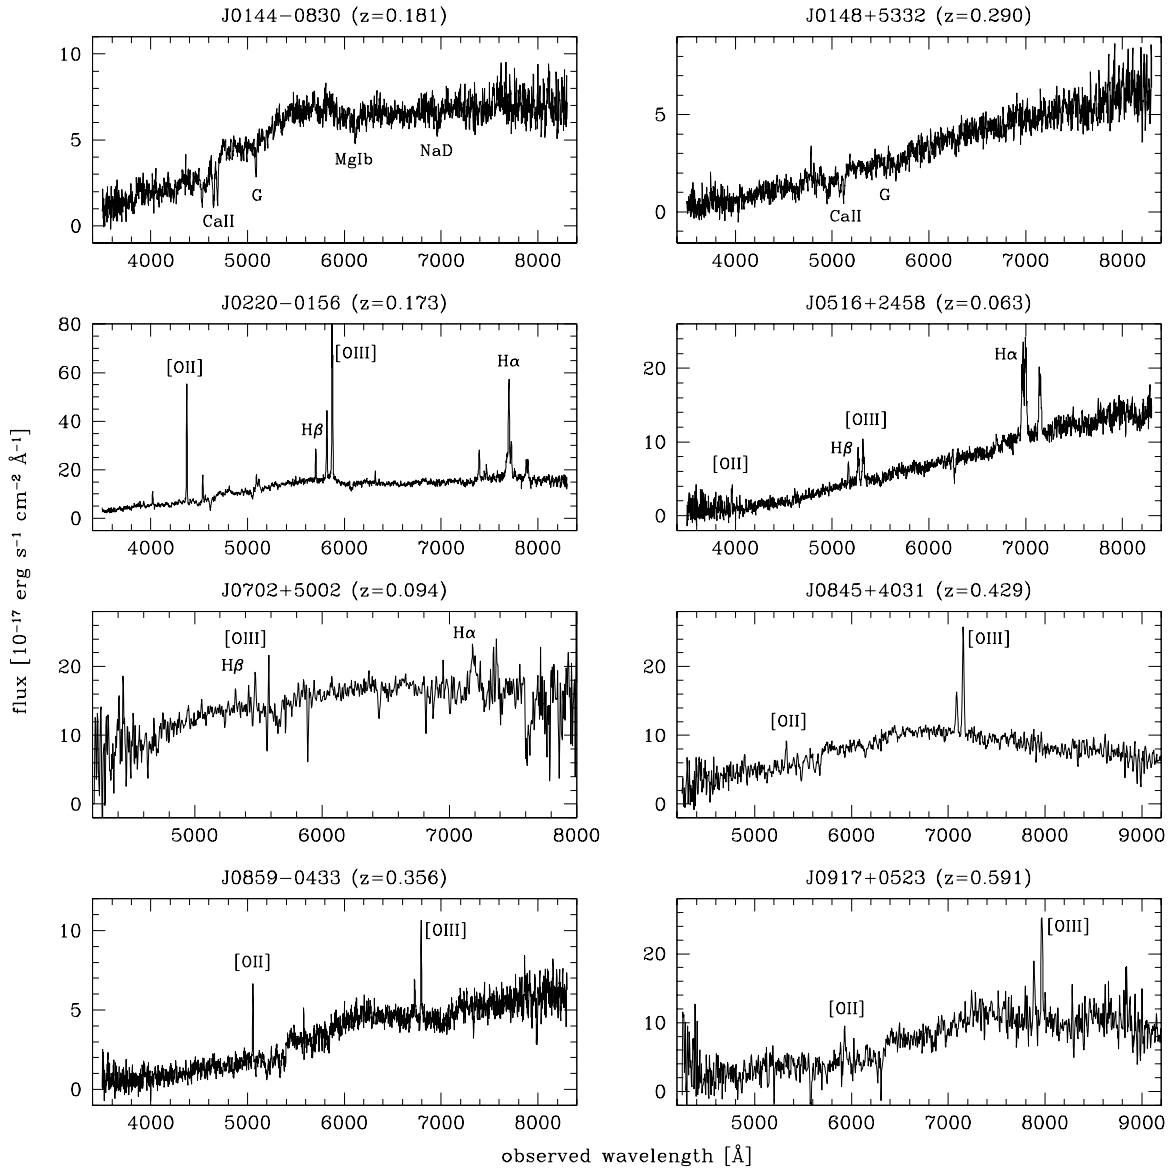 J0144−0830 (z=0.181)
J0148+5332 (z=0.290)
10
5
0
MgIb
NaD
G
CaII
4000 5000 6000 7000 8000
5
0
G
CaII
4000 5000 6000 7000 8000
J0220−0156 (z=0.173)
J0516+2458 (z=0.063)
80
60
40
20
0
[OII]
[OIII]
Hα
Hβ
4000 5000 6000 7000 8000
20
10
0
Hα
[OIII]
Hβ
[OII]
4000 5000 6000 7000 8000
flux [10⁻¹⁷ erg s⁻¹ cm⁻² Å⁻¹]
J0702+5002 (z=0.094)
J0845+4031 (z=0.429)
20
10
0
[OIII]
Hβ
Hα
5000 6000 7000 8000
20
10
0
[OIII]
[OII]
5000 6000 7000 8000 9000
J0859−0433 (z=0.356)
J0917+0523 (z=0.591)
10
5
0
[OII]
[OIII]
4000 5000 6000 7000 8000
20
10
0
[OIII]
[OII]
5000 6000 7000 8000 9000
observed wavelength [Å]